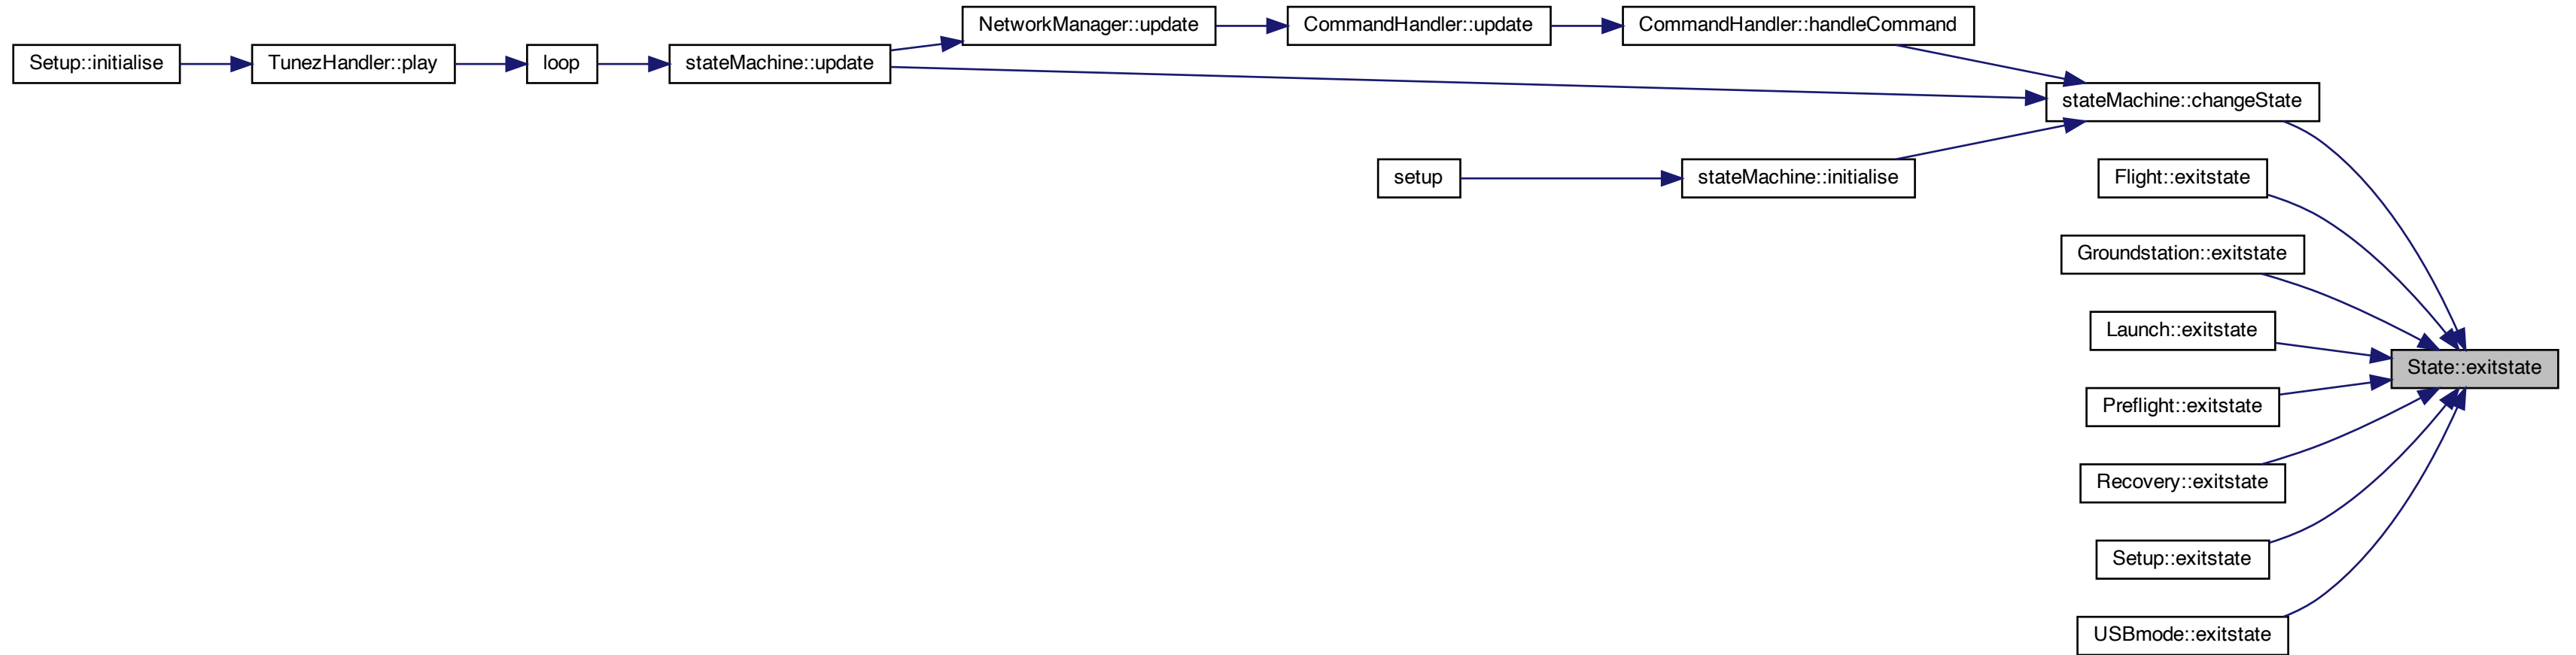 NetworkManager::update
CommandHandler::update
CommandHandler::handleCommand
Setup::initialise
TunezHandler::play
loop
stateMachine::update
stateMachine::changeState
setup
stateMachine::initialise
Flight::exitstate
Groundstation::exitstate
Launch::exitstate
State::exitstate
Preflight::exitstate
Recovery::exitstate
Setup::exitstate
USBmode::exitstate